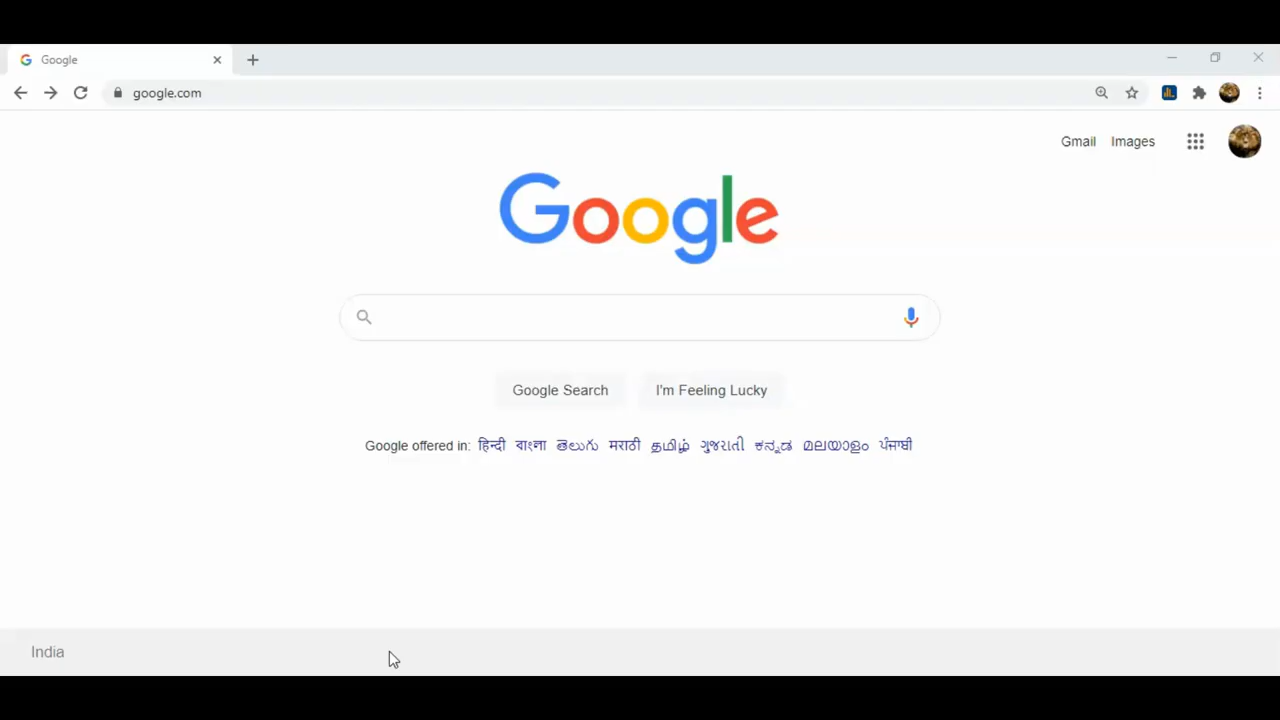 Google
google.com
Gmail Images
Google
Google Search I'm Feeling Lucky
Google offered in: हिन्दी বাংলা తెలుగు मराठी தமிழ் ગુજરાતી ಕನ್ನಡ മലയാളം ਪੰਜਾਬੀ
India